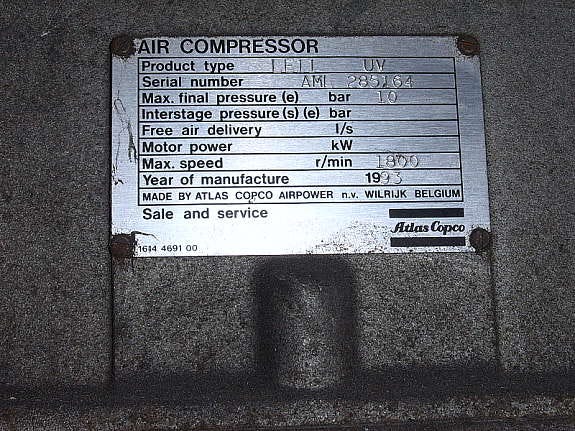 AIR COMPRESSOR
Product type LE11 UV
Serial number AML 285164
Max. final pressure (e) bar 10
Interstage pressure(s) (e) bar
Free air delivery l/s
Motor power kW
Max. speed r/min 1800
Year of manufacture 1993
MADE BY ATLAS COPCO AIRPOWER n.v. WILRIJK BELGIUM
Sale and service
Atlas Copco
1614 4691 00